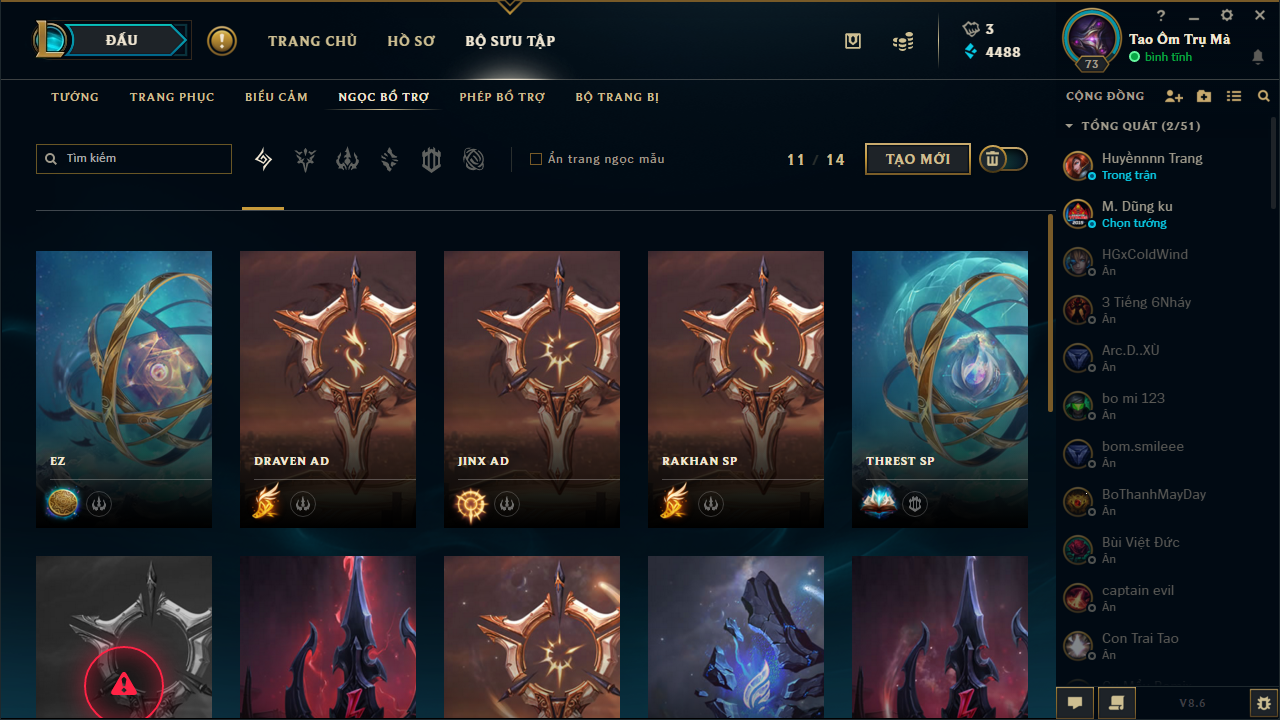 ĐẤU
TRANG CHỦ
HỒ SƠ
BỘ SƯU TẬP
3
4488
73
Tao Ôm Trụ Mà
bình tĩnh
TƯỚNG
TRANG PHỤC
BIỂU CẢM
NGỌC BỔ TRỢ
PHÉP BỔ TRỢ
BỘ TRANG BỊ
Tìm kiếm
Ẩn trang ngọc mẫu
11 / 14
TẠO MỚI
EZ
DRAVEN AD
JINX AD
RAKHAN SP
THREST SP
CỘNG ĐỒNG
TỔNG QUÁT (2/51)
Huyềnnnn Trang
Trong trận
M. Dũng ku
Chọn tướng
HGxColdWind
Ẩn
3 Tiếng 6Nháy
Ẩn
Arc.D..XÙ
Ẩn
bo mi 123
Ẩn
bom.smileee
Ẩn
BoThanhMayDay
Ẩn
Bùi Việt Đức
Ẩn
captain evil
Ẩn
Con Trai Tao
Ẩn
V8.6